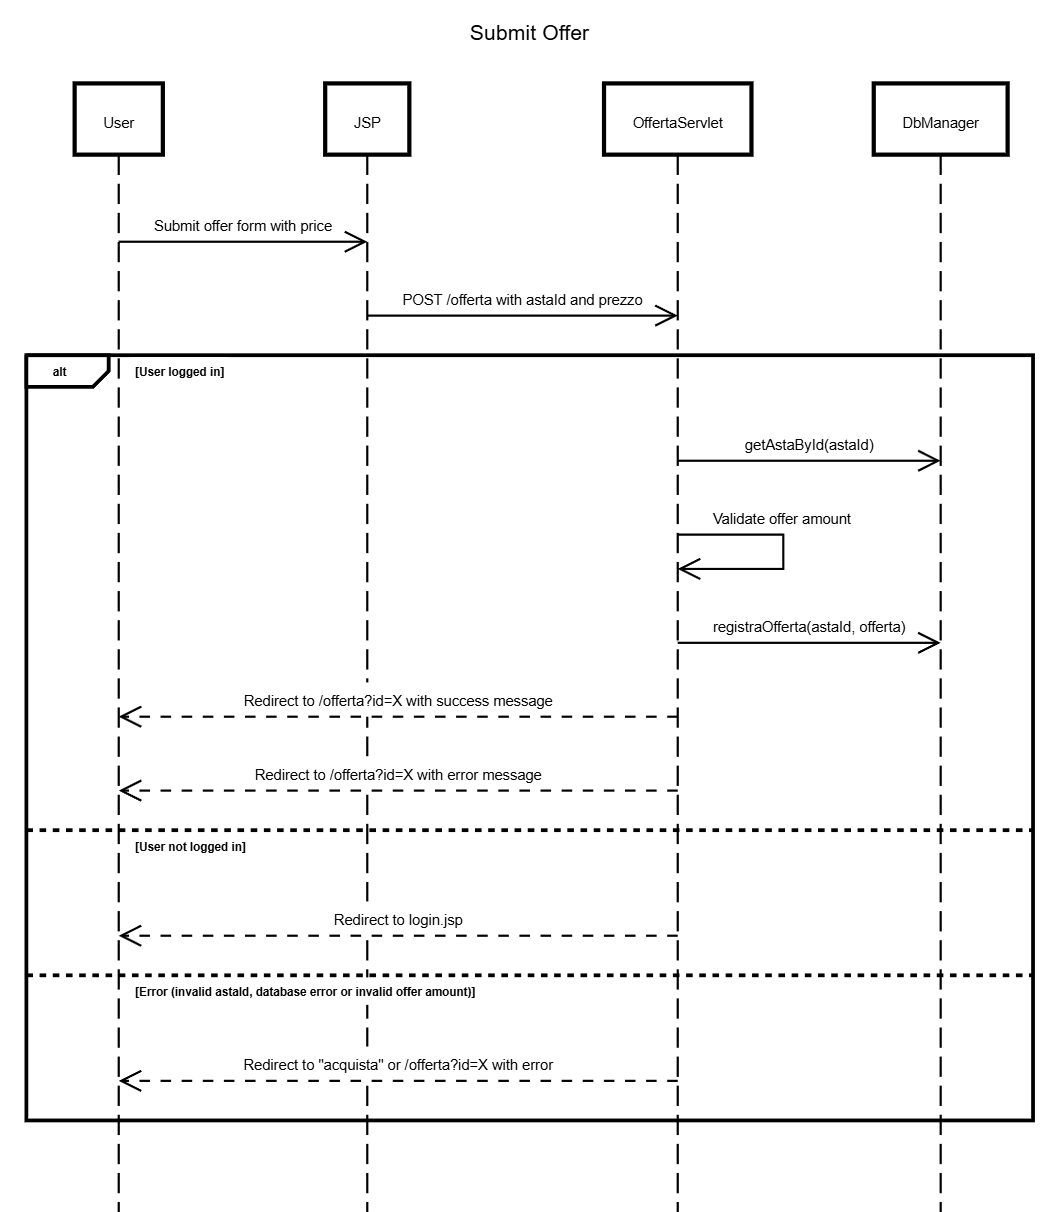 Submit Offer
User
JSP
OffertaServlet
DbManager
Submit offer form with price
POST /offerta with astaId and prezzo
alt
[User logged in]
getAstaById(astaId)
Validate offer amount
registraOfferta(astaId, offerta)
Redirect to /offerta?id=X with success message
Redirect to /offerta?id=X with error message
[User not logged in]
Redirect to login.jsp
[Error (invalid astaId, database error or invalid offer amount)]
Redirect to "acquista" or /offerta?id=X with error